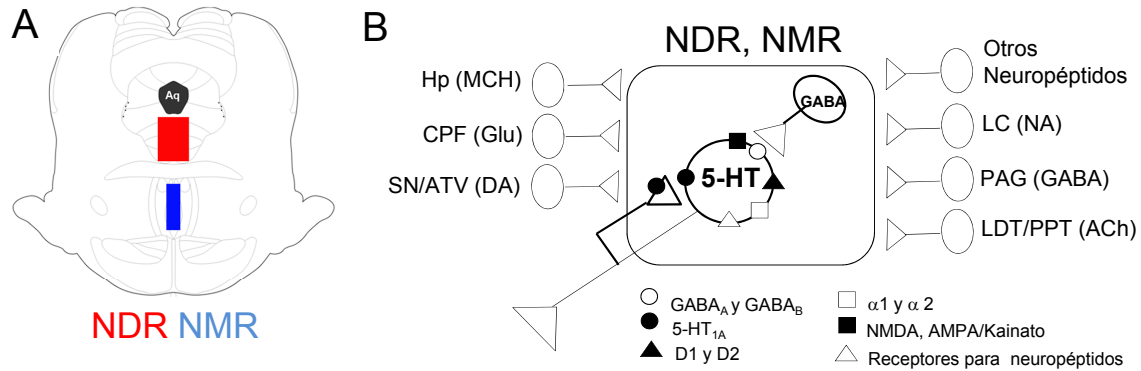 A
Aq
NDR NMR
B
NDR, NMR
Hp (MCH)
CPF (Glu)
SN/ATV (DA)
GABA
5-HT
Otros
Neuropéptidos
LC (NA)
PAG (GABA)
LDT/PPT (ACh)
GABAA y GABAB
5-HT1A
D1 y D2
α1 y α 2
NMDA, AMPA/Kainato
Receptores para neuropéptidos